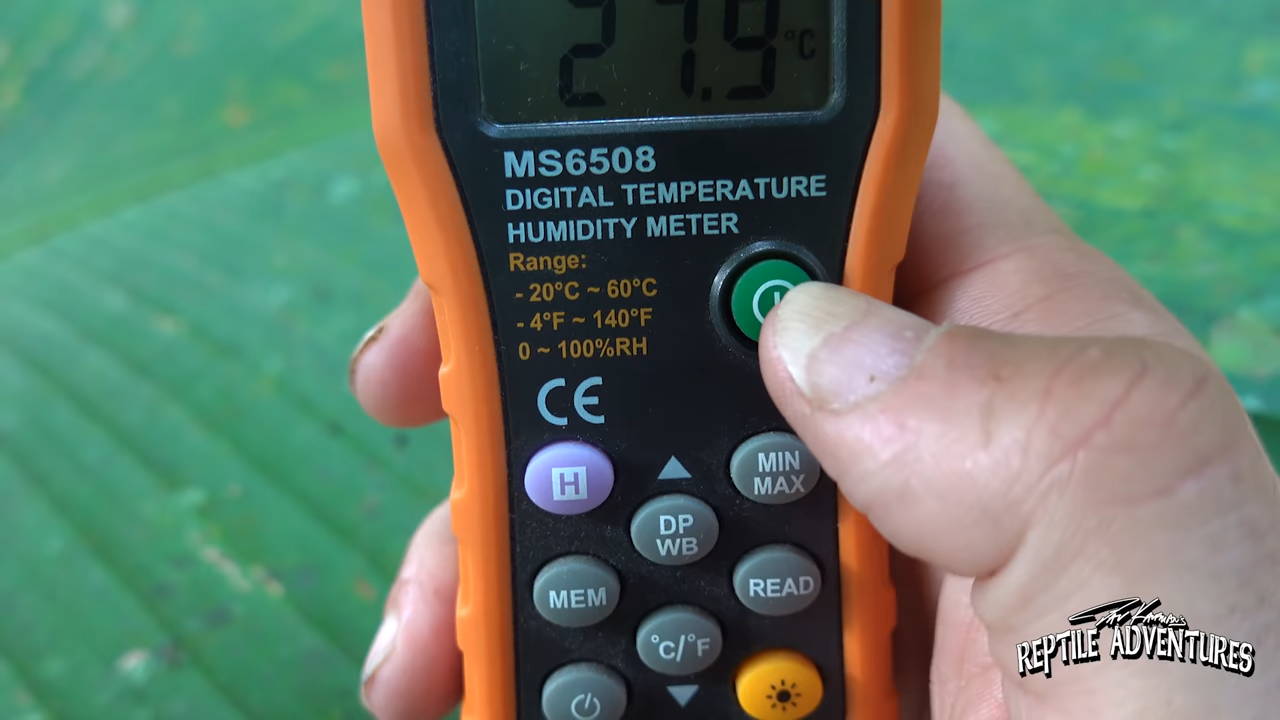 27.9 °C
MS6508
DIGITAL TEMPERATURE
HUMIDITY METER
Range:
- 20°C ~ 60°C
- 4°F ~ 140°F
0 ~ 100%RH
CE
H
MIN
MAX
DP
WB
MEM
READ
°C/°F
REPTILE ADVENTURES